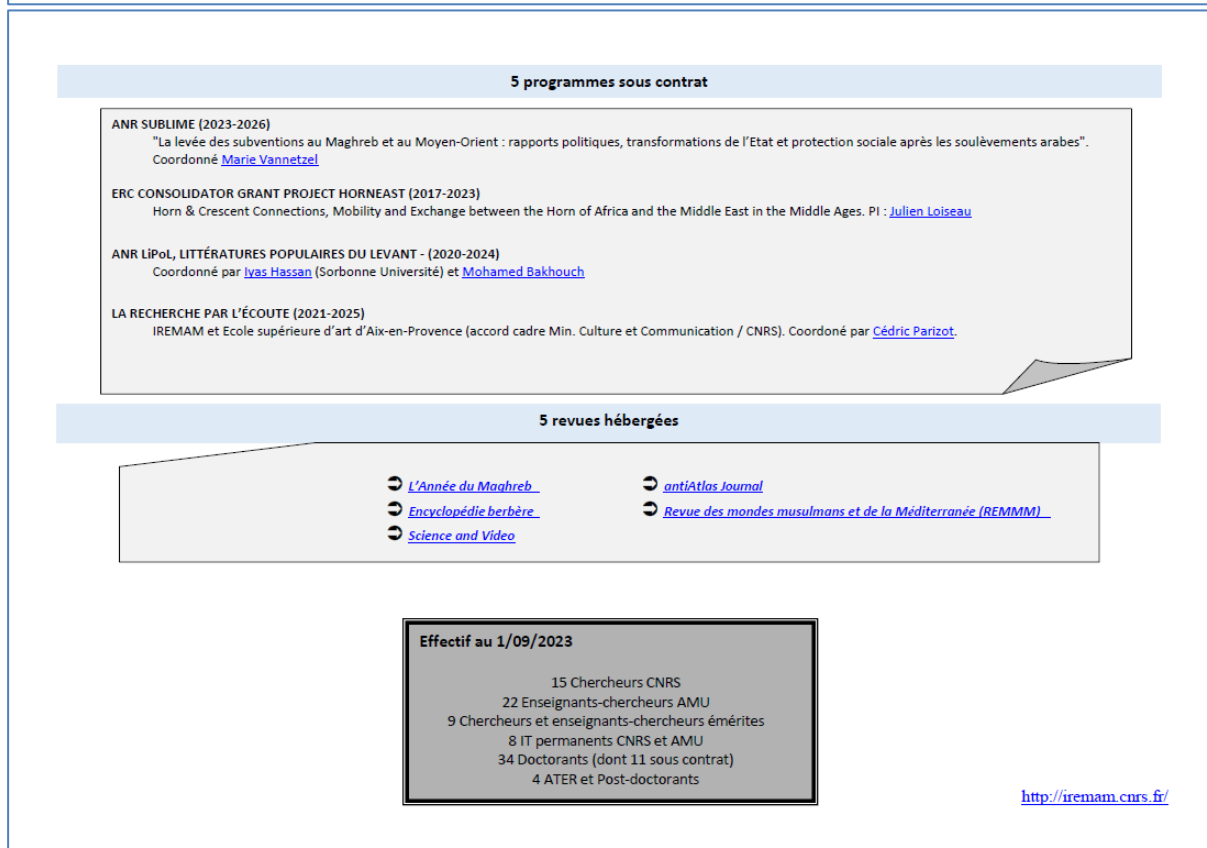 5 programmes sous contrat
ANR SUBLIME (2023-2026)
"La levée des subventions au Maghreb et au Moyen-Orient : rapports politiques, transformations de l'Etat et protection sociale après les soulèvements arabes".
Coordonné Marie Vannetzel
ERC CONSOLIDATOR GRANT PROJECT HORNEAST (2017-2023)
Horn & Crescent Connections, Mobility and Exchange between the Horn of Africa and the Middle East in the Middle Ages. PI : Julien Loiseau
ANR LiPoL, LITTÉRATURES POPULAIRES DU LEVANT - (2020-2024)
Coordonné par Iyas Hassan (Sorbonne Université) et Mohamed Bakhouch
LA RECHERCHE PAR L'ÉCOUTE (2021-2025)
IREMAM et Ecole supérieure d'art d'Aix-en-Provence (accord cadre Min. Culture et Communication / CNRS). Coordoné par Cédric Parizot.
5 revues hébergées
L'Année du Maghreb
Encyclopédie berbère
Science and Video
antiAtlas Journal
Revue des mondes musulmans et de la Méditerranée (REMMM)
Effectif au 1/09/2023
15 Chercheurs CNRS
22 Enseignants-chercheurs AMU
9 Chercheurs et enseignants-chercheurs émérites
8 IT permanents CNRS et AMU
34 Doctorants (dont 11 sous contrat)
4 ATER et Post-doctorants
http://iremam.cnrs.fr/